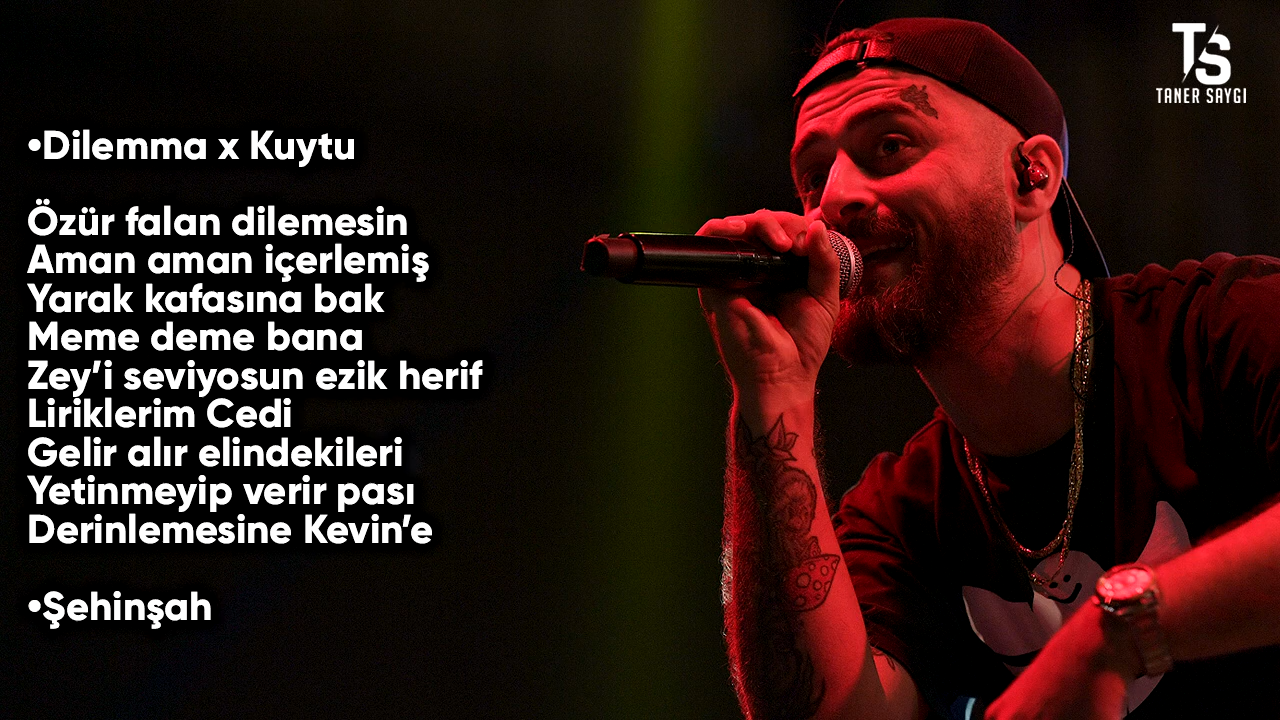 •Dilemma x Kuytu
Özür falan dilemesin
Aman aman içerlemiş
Yarak kafasına bak
Meme deme bana
Zey’i seviyosun ezik herif
Liriklerim Cedi
Gelir alır elindekileri
Yetinmeyip verir pası
Derinlemesine Kevin’e
•Şehinşah
TS
TANER SAYGI